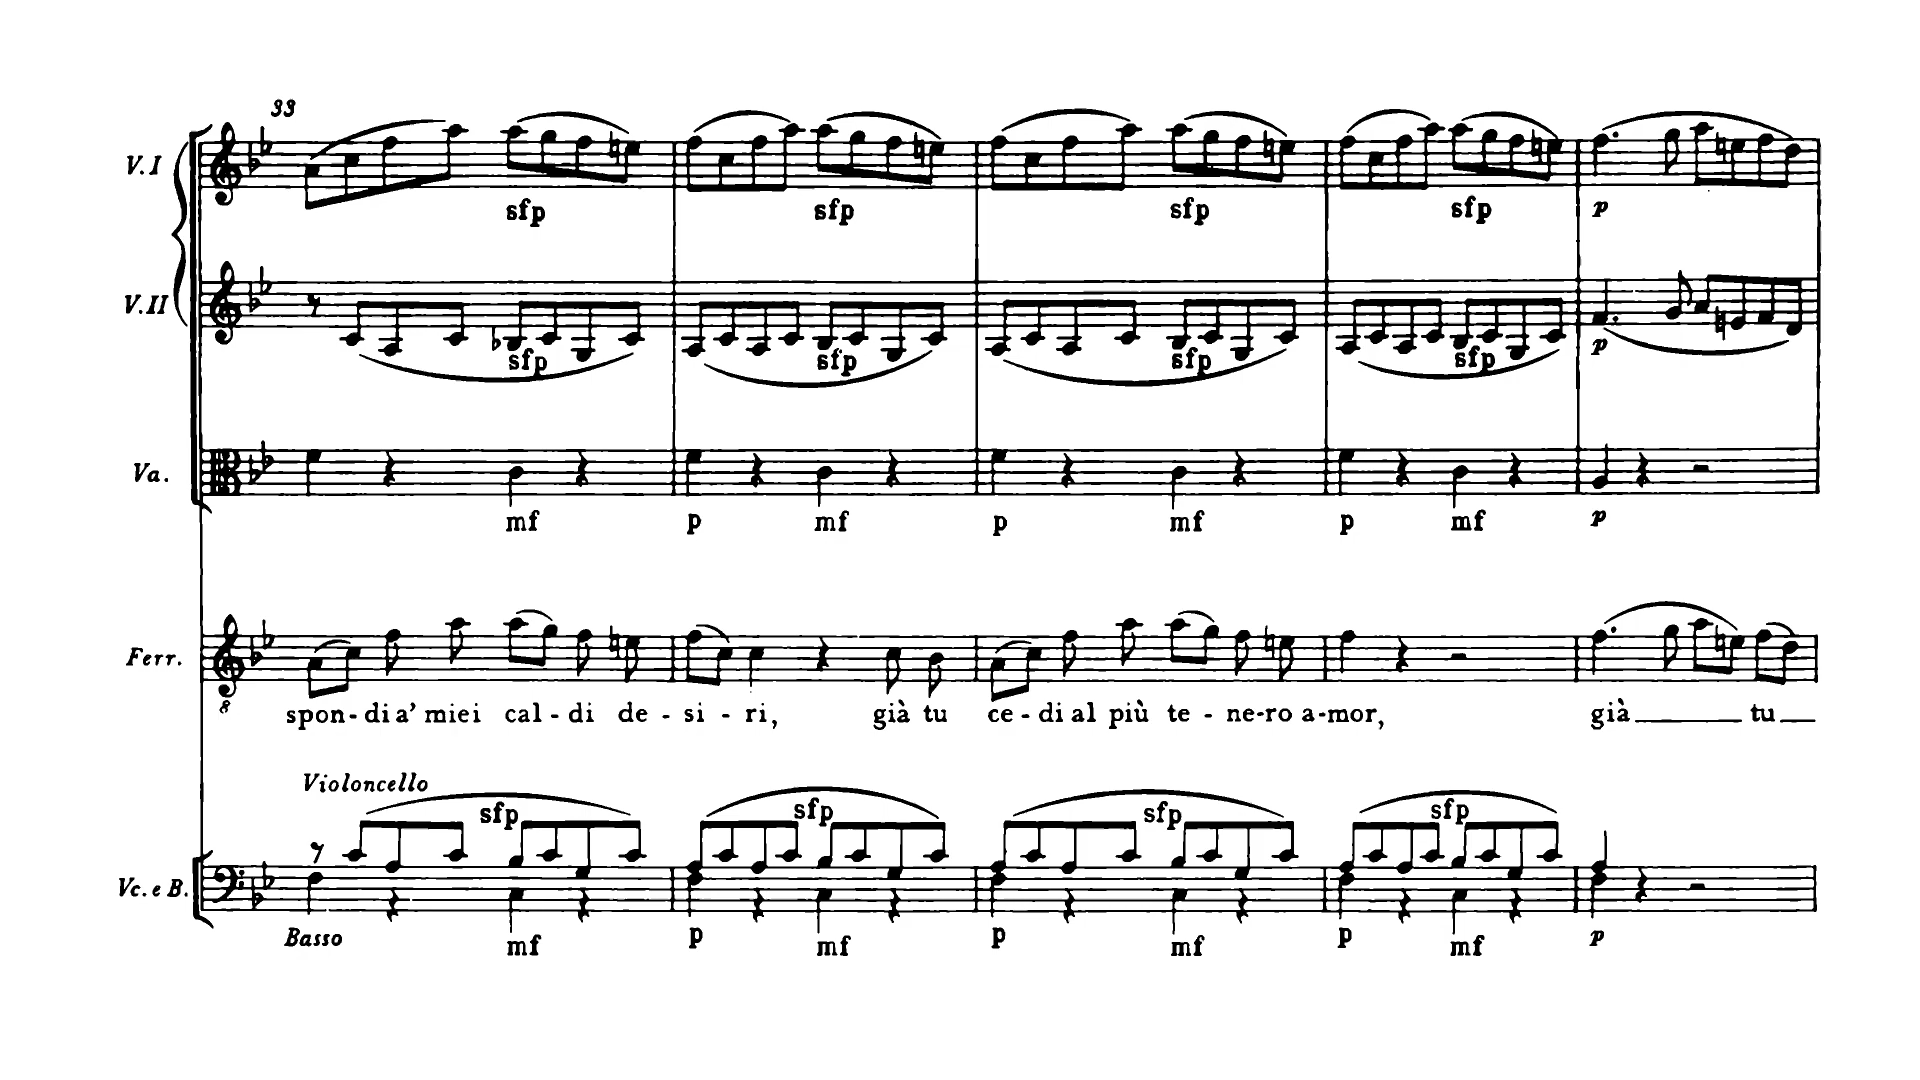 33
V.I
sfp sfp sfp sfp p
V.II
sfp sfp sfp sfp p
Va.
mf p mf p mf p mf p
Ferr.
8
spon-di a' miei cal-di de-si-ri, già tu ce-di al più te-ne-ro a-mor, già tu
Violoncello
sfp sfp sfp sfp
Vc. e B.
Basso
mf p mf p mf p mf p